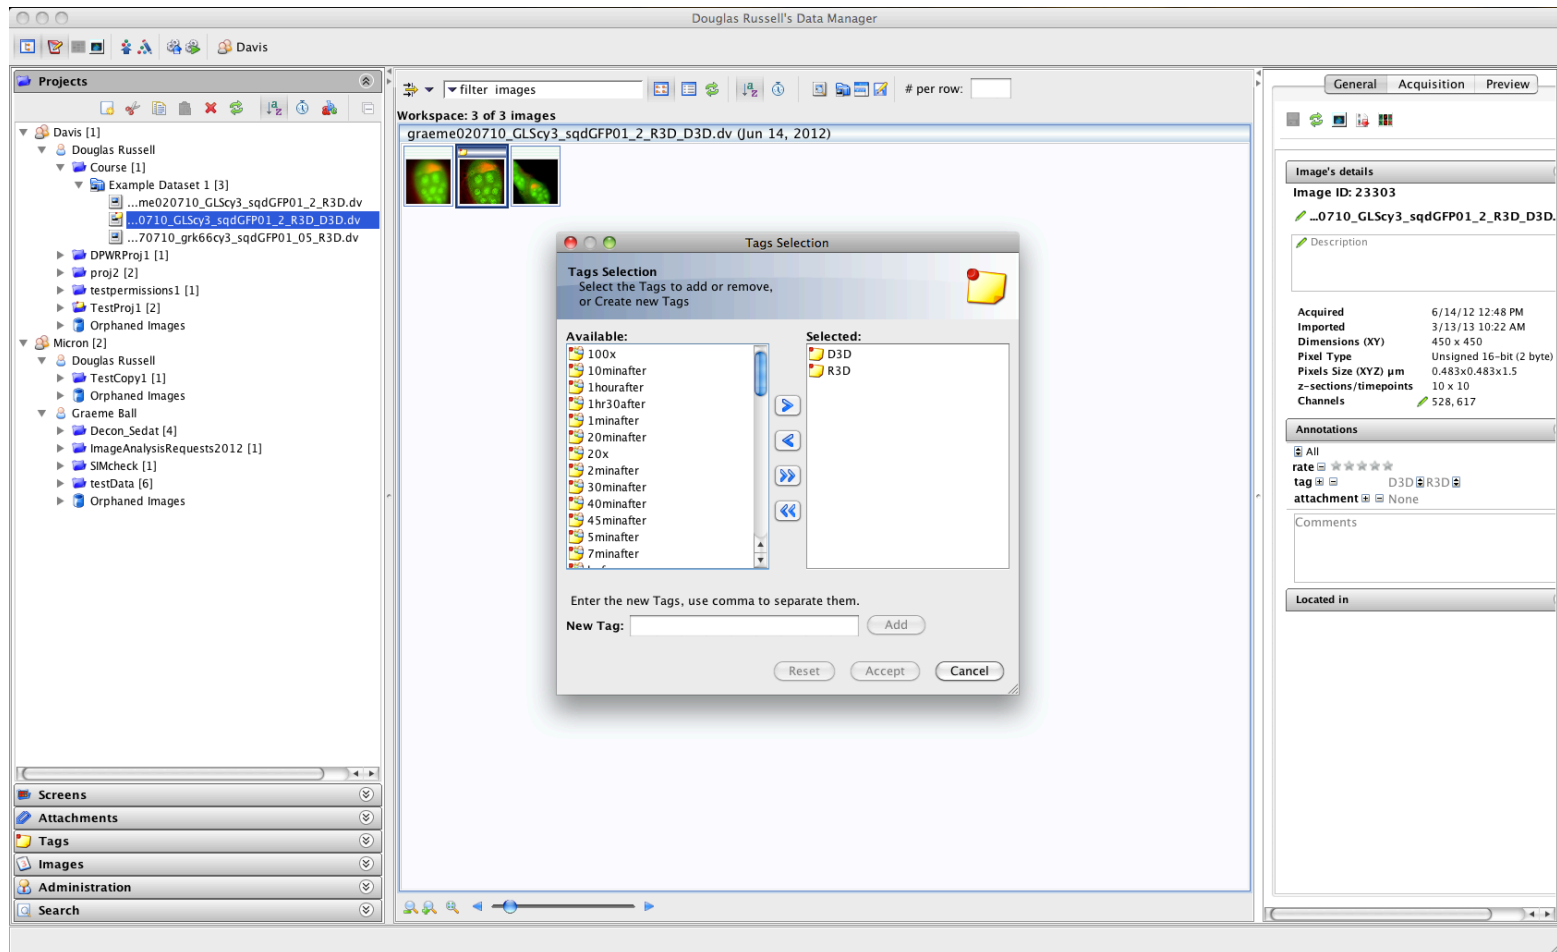 Douglas Russell's Data Manager
Davis
Projects
Davis [1]
Douglas Russell
Course [1]
Example Dataset 1 [3]
...me020710_GLScy3_sqdGFP01_2_R3D.dv
...0710_GLScy3_sqdGFP01_2_R3D_D3D.dv
...70710_grk66cy3_sqdGFP01_05_R3D.dv
DPWRProj1 [1]
proj2 [2]
testpermissions1 [1]
TestProj1 [2]
Orphaned Images
Micron [2]
Douglas Russell
TestCopy1 [1]
Orphaned Images
Graeme Ball
Decon_Sedat [4]
ImageAnalysisRequests2012 [1]
SIMcheck [1]
testData [6]
Orphaned Images
Screens
Attachments
Tags
Images
Administration
Search
filter images
# per row:
Workspace: 3 of 3 images
graeme020710_GLScy3_sqdGFP01_2_R3D_D3D.dv (Jun 14, 2012)
Tags Selection
Tags Selection
Select the Tags to add or remove,
or Create new Tags
Available:
100x
10minafter
1hourafter
1hr30after
1minafter
20minafter
20x
2minafter
30minafter
40minafter
45minafter
5minafter
7minafter
Selected:
D3D
R3D
Enter the new Tags, use comma to separate them.
New Tag:
Add
Reset Accept Cancel
General Acquisition Preview
Image's details
Image ID: 23303
...0710_GLScy3_sqdGFP01_2_R3D_D3D.
Description
Acquired 6/14/12 12:48 PM
Imported 3/13/13 10:22 AM
Dimensions (XY) 450 x 450
Pixel Type Unsigned 16-bit (2 byte)
Pixels Size (XYZ) µm 0.483x0.483x1.5
z-sections/timepoints 10 x 10
Channels 528, 617
Annotations
All
rate
tag D3D R3D
attachment None
Comments
Located in